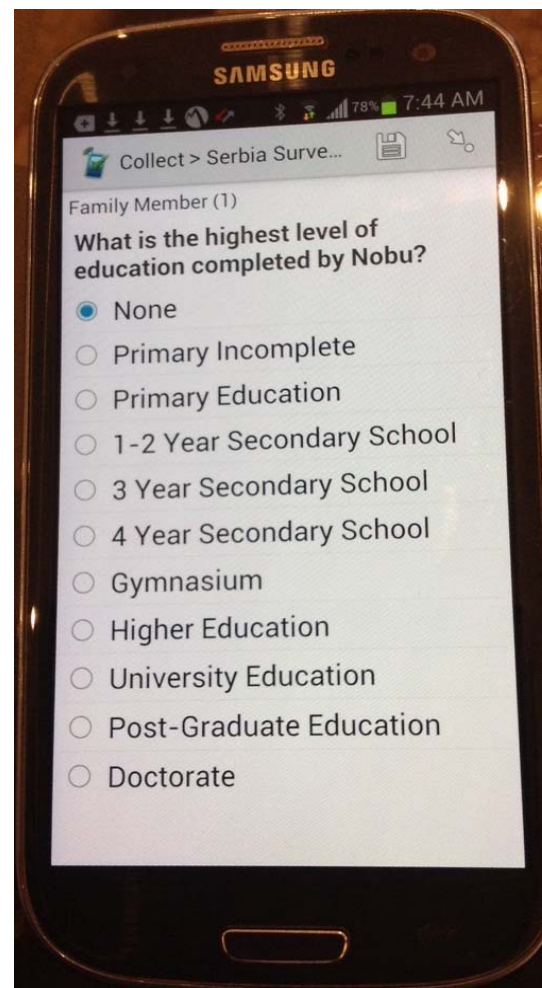 SAMSUNG
78% 7:44 AM
Collect > Serbia Surve...
Family Member (1)
What is the highest level of
education completed by Nobu?
None
Primary Incomplete
Primary Education
1-2 Year Secondary School
3 Year Secondary School
4 Year Secondary School
Gymnasium
Higher Education
University Education
Post-Graduate Education
Doctorate